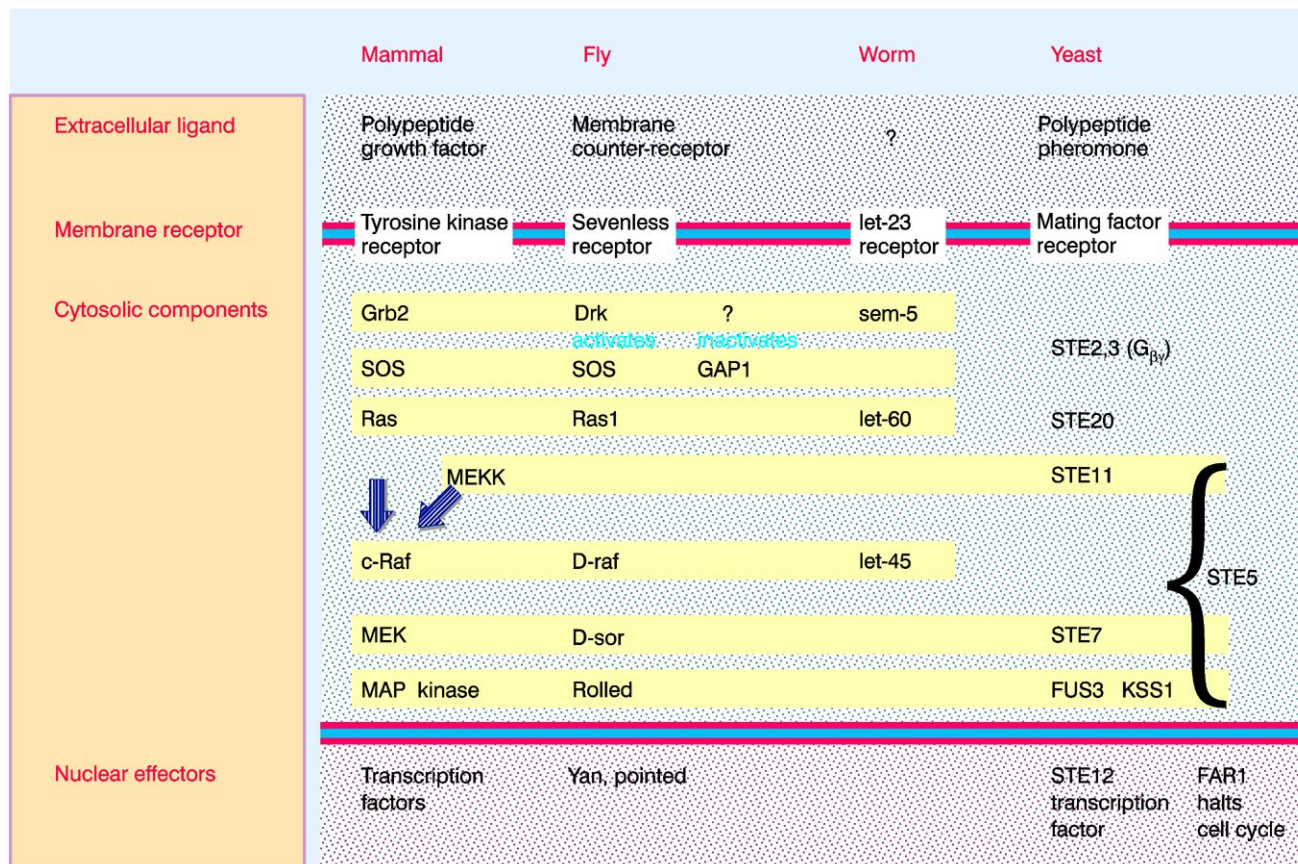 Mammal Fly Worm Yeast
Extracellular ligand Polypeptide Membrane ? Polypeptide
growth factor counter-receptor pheromone
Membrane receptor Tyrosine kinase Sevenless let-23 Mating factor
receptor receptor receptor receptor
Cytosolic components Grb2 Drk ? sem-5
activates inactivates
STE2,3 (Gβγ)
SOS SOS GAP1
Ras Ras1 let-60 STE20
MEKK STE11
c-Raf D-raf let-45
STE5
MEK D-sor STE7
MAP kinase Rolled FUS3 KSS1
Nuclear effectors Transcription Yan, pointed STE12 FAR1
factors transcription halts
factor cell cycle